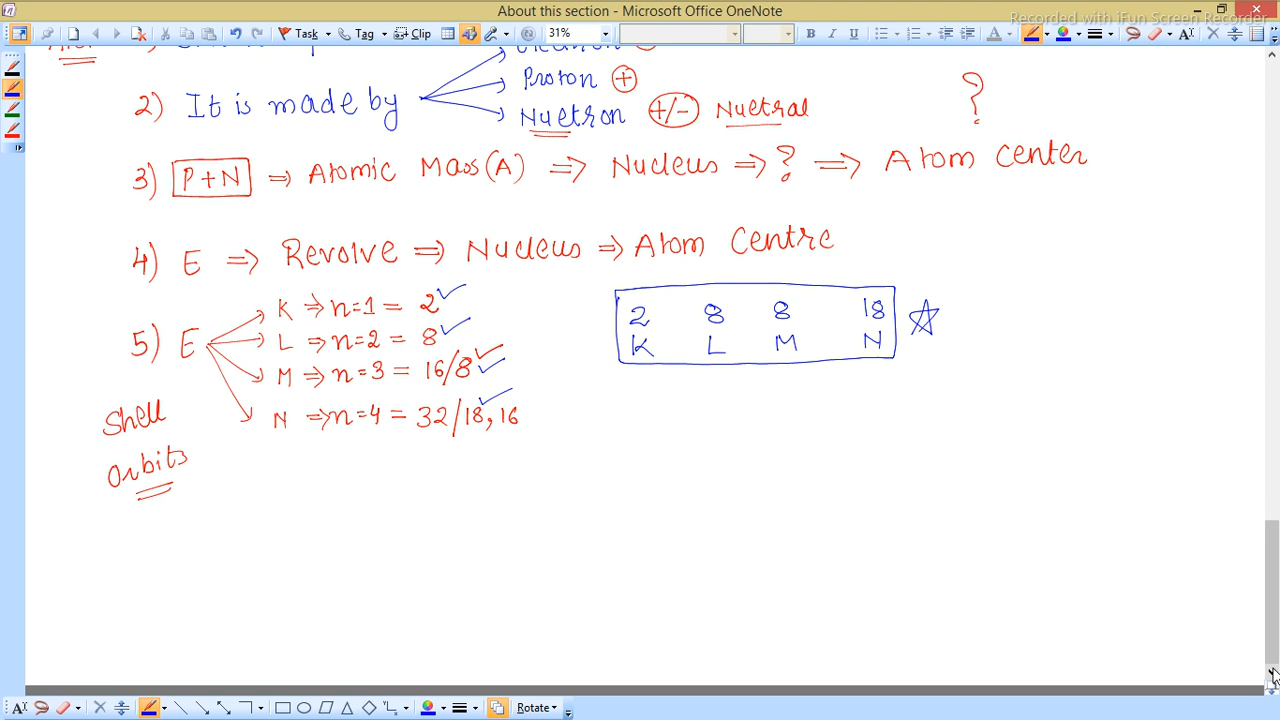 About this section - Microsoft Office OneNote
Recorded with iFun Screen Recorder
Task Tag Clip 31% B I U A
Proton +
2) It is made by
Nuetron +/- Nuetral ?
3) P+N ⇒ Atomic Mass(A) ⇒ Nucleus ⇒ ? ⇒ Atom Center
4) E ⇒ Revolve ⇒ Nucleus ⇒ Atom Centre
K ⇒ n=1 = 2 ✓
5) E L ⇒ n=2 = 8 ✓
M ⇒ n=3 = 16/8 ✓ ✓
N ⇒ n=4 = 32/18, 16 ✓
2 8 8 18
K L M N
Shell
Orbits
Rotate